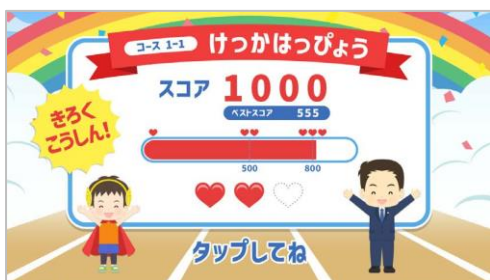 コース 1-1 けっかはっぴょう
スコア 1000
ベストスコア 555
きろく
こうしん!
500 800
タップしてね